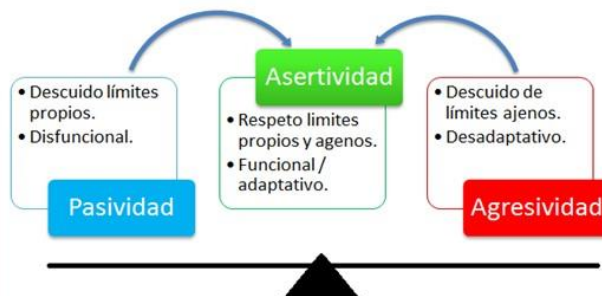 • Descuido límites
propios.
• Disfuncional.
Pasividad
Asertividad
• Respeto limites
propios y agenos.
• Funcional /
adaptativo.
• Descuido de
límites ajenos.
• Desadaptativo.
Agresividad